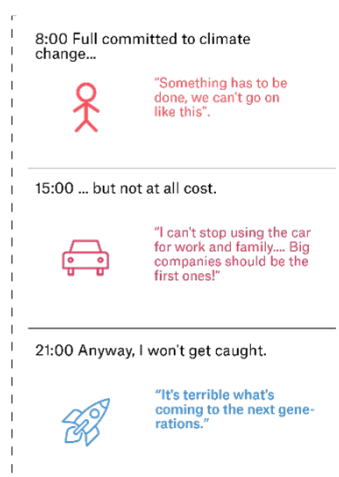 8:00 Full committed to climate
change...
"Something has to be
done, we can't go on
like this".
15:00 ... but not at all cost.
"I can't stop using the car
for work and family.... Big
companies should be the
first ones!"
21:00 Anyway, I won't get caught.
"It's terrible what's
coming to the next gene-
rations."